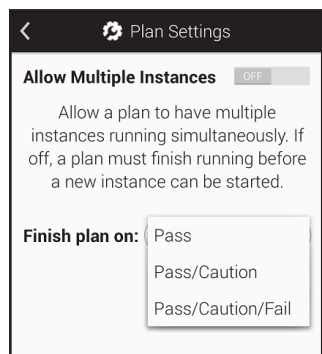 Plan Settings
Allow Multiple Instances OFF
Allow a plan to have multiple
instances running simultaneously. If
off, a plan must finish running before
a new instance can be started.
Finish plan on: Pass
Pass/Caution
Pass/Caution/Fail